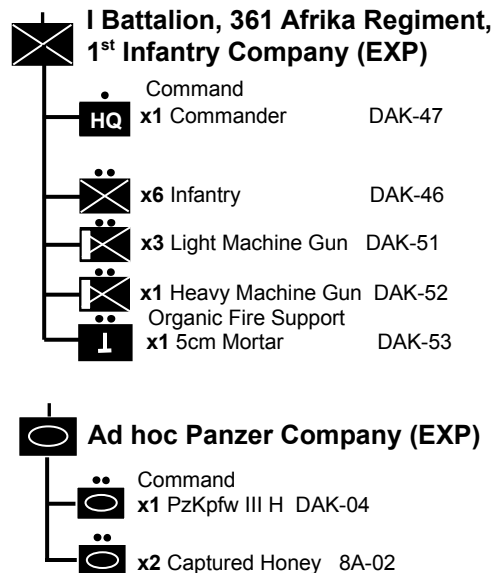 I Battalion, 361 Afrika Regiment,
1st Infantry Company (EXP)
Command
HQ x1 Commander DAK-47
x6 Infantry DAK-46
x3 Light Machine Gun DAK-51
x1 Heavy Machine Gun DAK-52
Organic Fire Support
x1 5cm Mortar DAK-53
Ad hoc Panzer Company (EXP)
Command
x1 PzKpfw III H DAK-04
x2 Captured Honey 8A-02